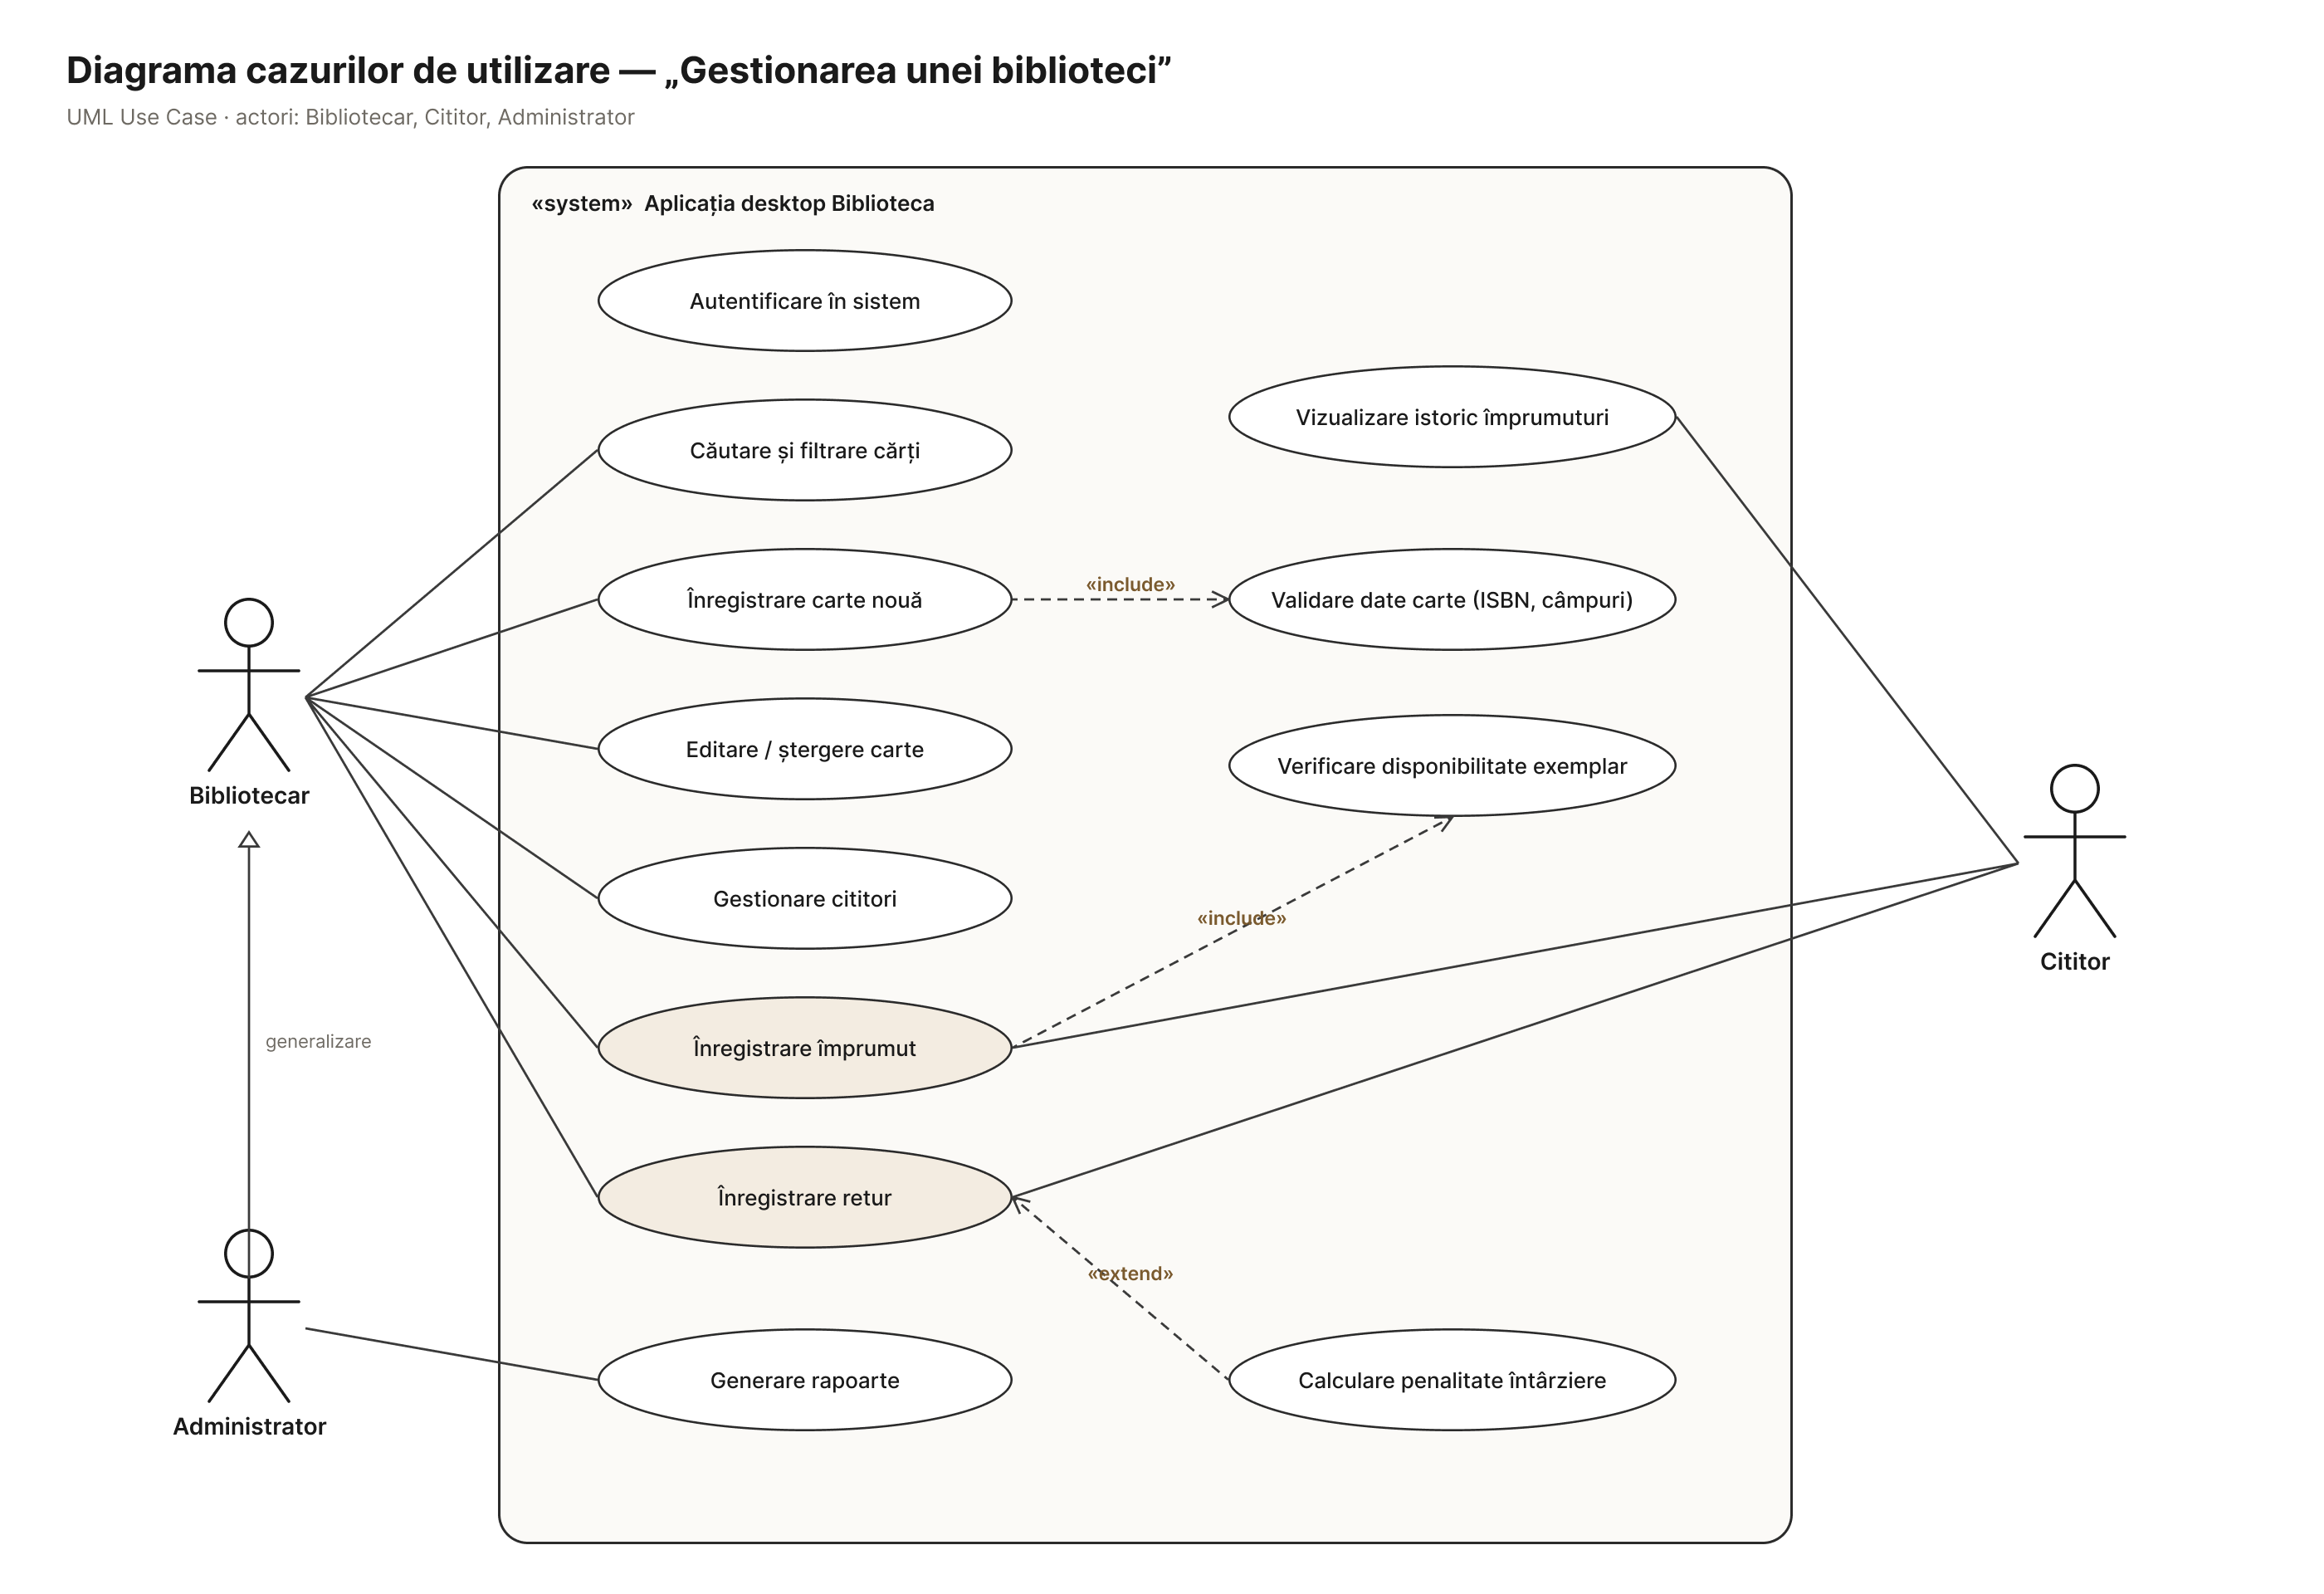 Diagrama cazurilor de utilizare — „Gestionarea unei biblioteci”
UML Use Case · actori: Bibliotecar, Cititor, Administrator
«system» Aplicația desktop Biblioteca
Autentificare în sistem
Vizualizare istoric împrumuturi
Căutare și filtrare cărți
«include»
Înregistrare carte nouă
Validare date carte (ISBN, câmpuri)
Editare / ștergere carte
Verificare disponibilitate exemplar
Bibliotecar
Gestionare cititori
«include»
Cititor
generalizare
Înregistrare împrumut
Înregistrare retur
«extend»
Generare rapoarte
Calculare penalitate întârziere
Administrator